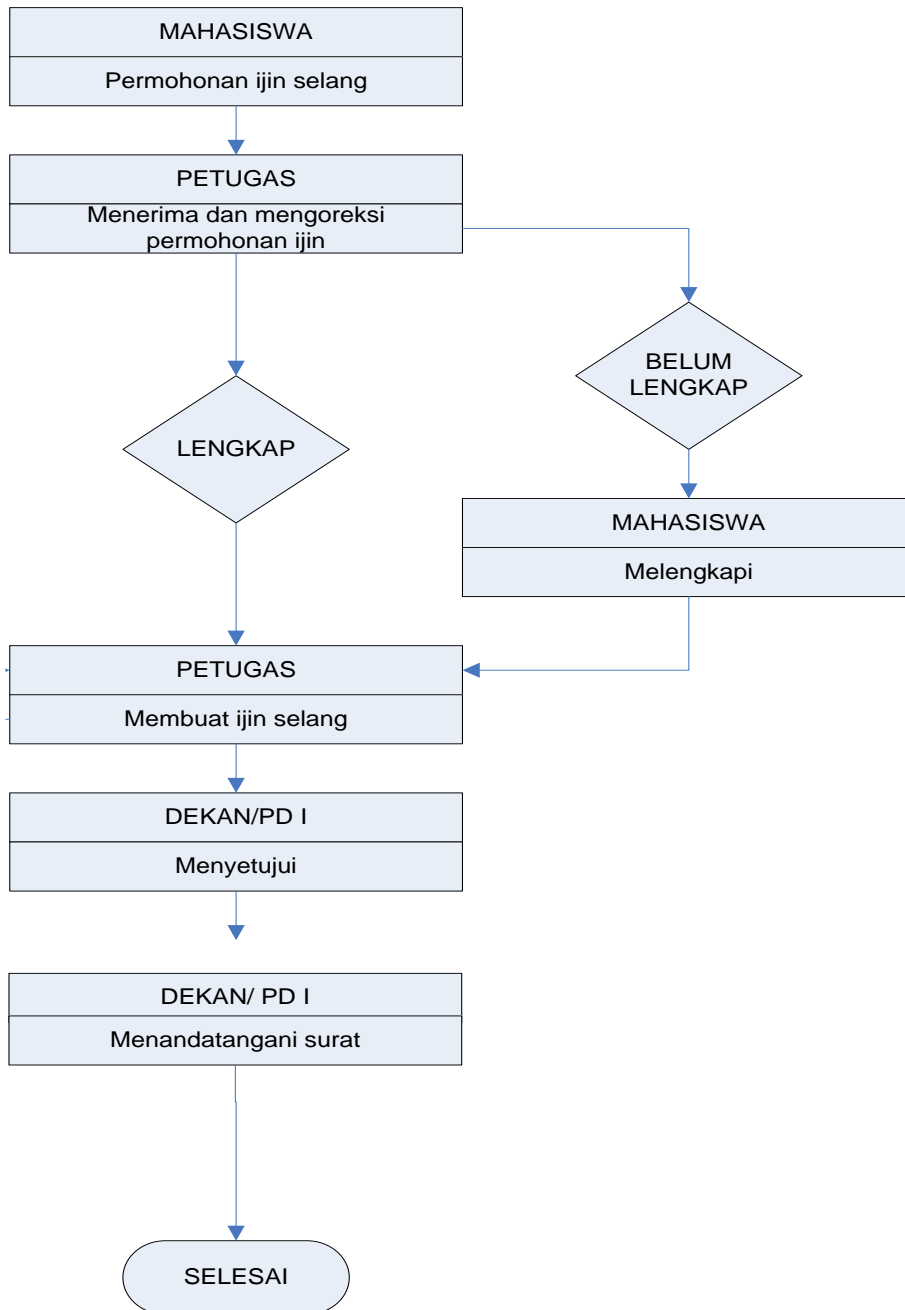 MAHASISWA
Permohonan ijin selang
PETUGAS
Menerima dan mengoreksi
permohonan ijin
BELUM
LENGKAP
LENGKAP
MAHASISWA
Melengkapi
PETUGAS
Membuat ijin selang
DEKAN/PD I
Menyetujui
DEKAN/ PD I
Menandatangani surat
SELESAI